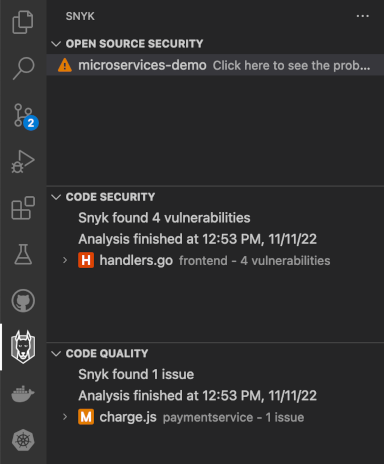 SNYK
OPEN SOURCE SECURITY
microservices-demo Click here to see the prob...
2
CODE SECURITY
Snyk found 4 vulnerabilities
Analysis finished at 12:53 PM, 11/11/22
H handlers.go frontend - 4 vulnerabilities
CODE QUALITY
Snyk found 1 issue
Analysis finished at 12:53 PM, 11/11/22
M charge.js paymentservice - 1 issue